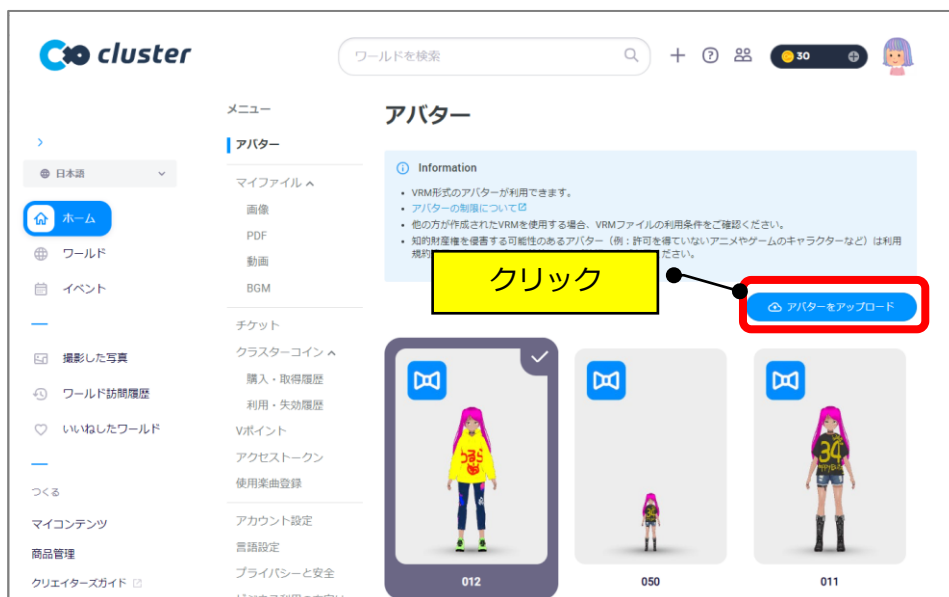 cluster
ワールドを検索
30
メニュー
アバター
アバター
日本語
マイファイル
Information
VRM形式のアバターが利用できます。
アバターの制限について
他の方が作成されたVRMを使用する場合、VRMファイルの利用条件をご確認ください。
知的財産権を侵害する可能性のあるアバター（例：許可を得ていないアニメやゲームのキャラクターなど）は利用
規約
ださい。
クリック
アバターをアップロード
ホーム
ワールド
イベント
撮影した写真
ワールド訪問履歴
いいねしたワールド
つくる
マイコンテンツ
商品管理
クリエイターズガイド
画像
PDF
動画
BGM
チケット
クラスターコイン
購入・取得履歴
利用・失効履歴
Vポイント
アクセストークン
使用楽曲登録
アカウント設定
言語設定
プライバシーと安全
うるら
34
012
050
011